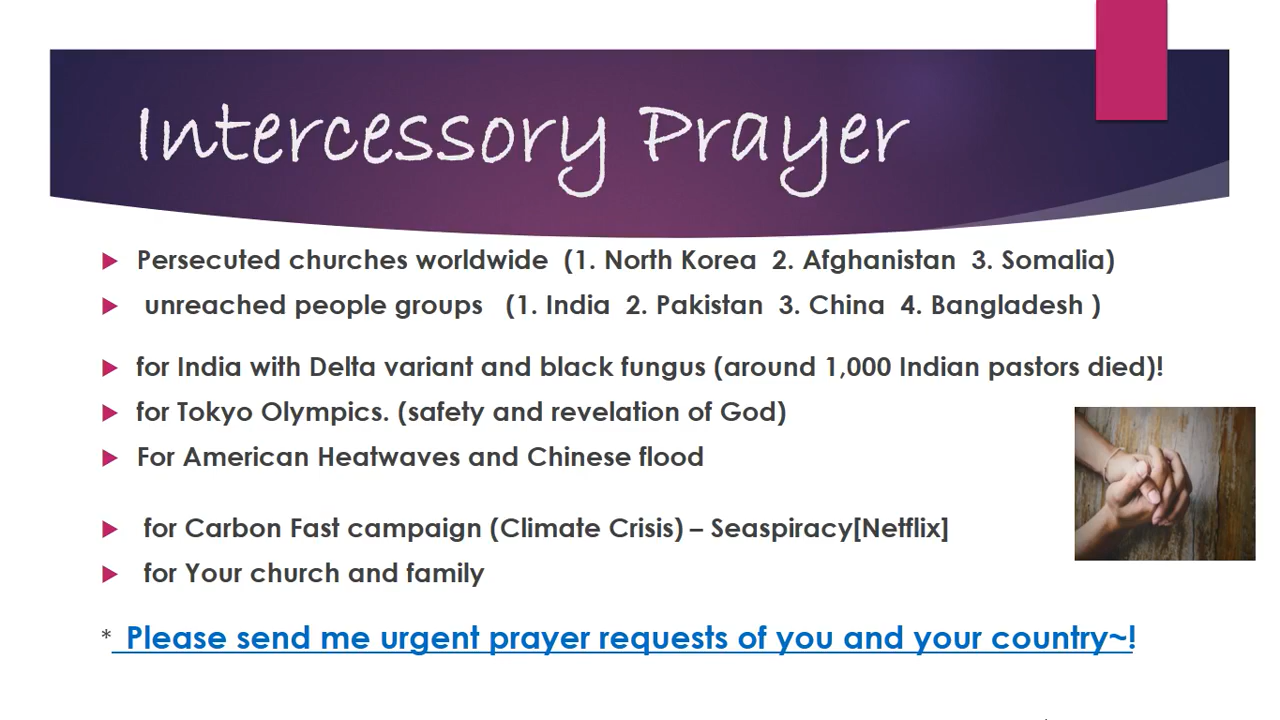 Intercessory Prayer
Persecuted churches worldwide (1. North Korea 2. Afghanistan 3. Somalia)
unreached people groups (1. India 2. Pakistan 3. China 4. Bangladesh )
for India with Delta variant and black fungus (around 1,000 Indian pastors died)!
for Tokyo Olympics. (safety and revelation of God)
For American Heatwaves and Chinese flood
for Carbon Fast campaign (Climate Crisis) – Seaspiracy[Netflix]
for Your church and family
* Please send me urgent prayer requests of you and your country~!